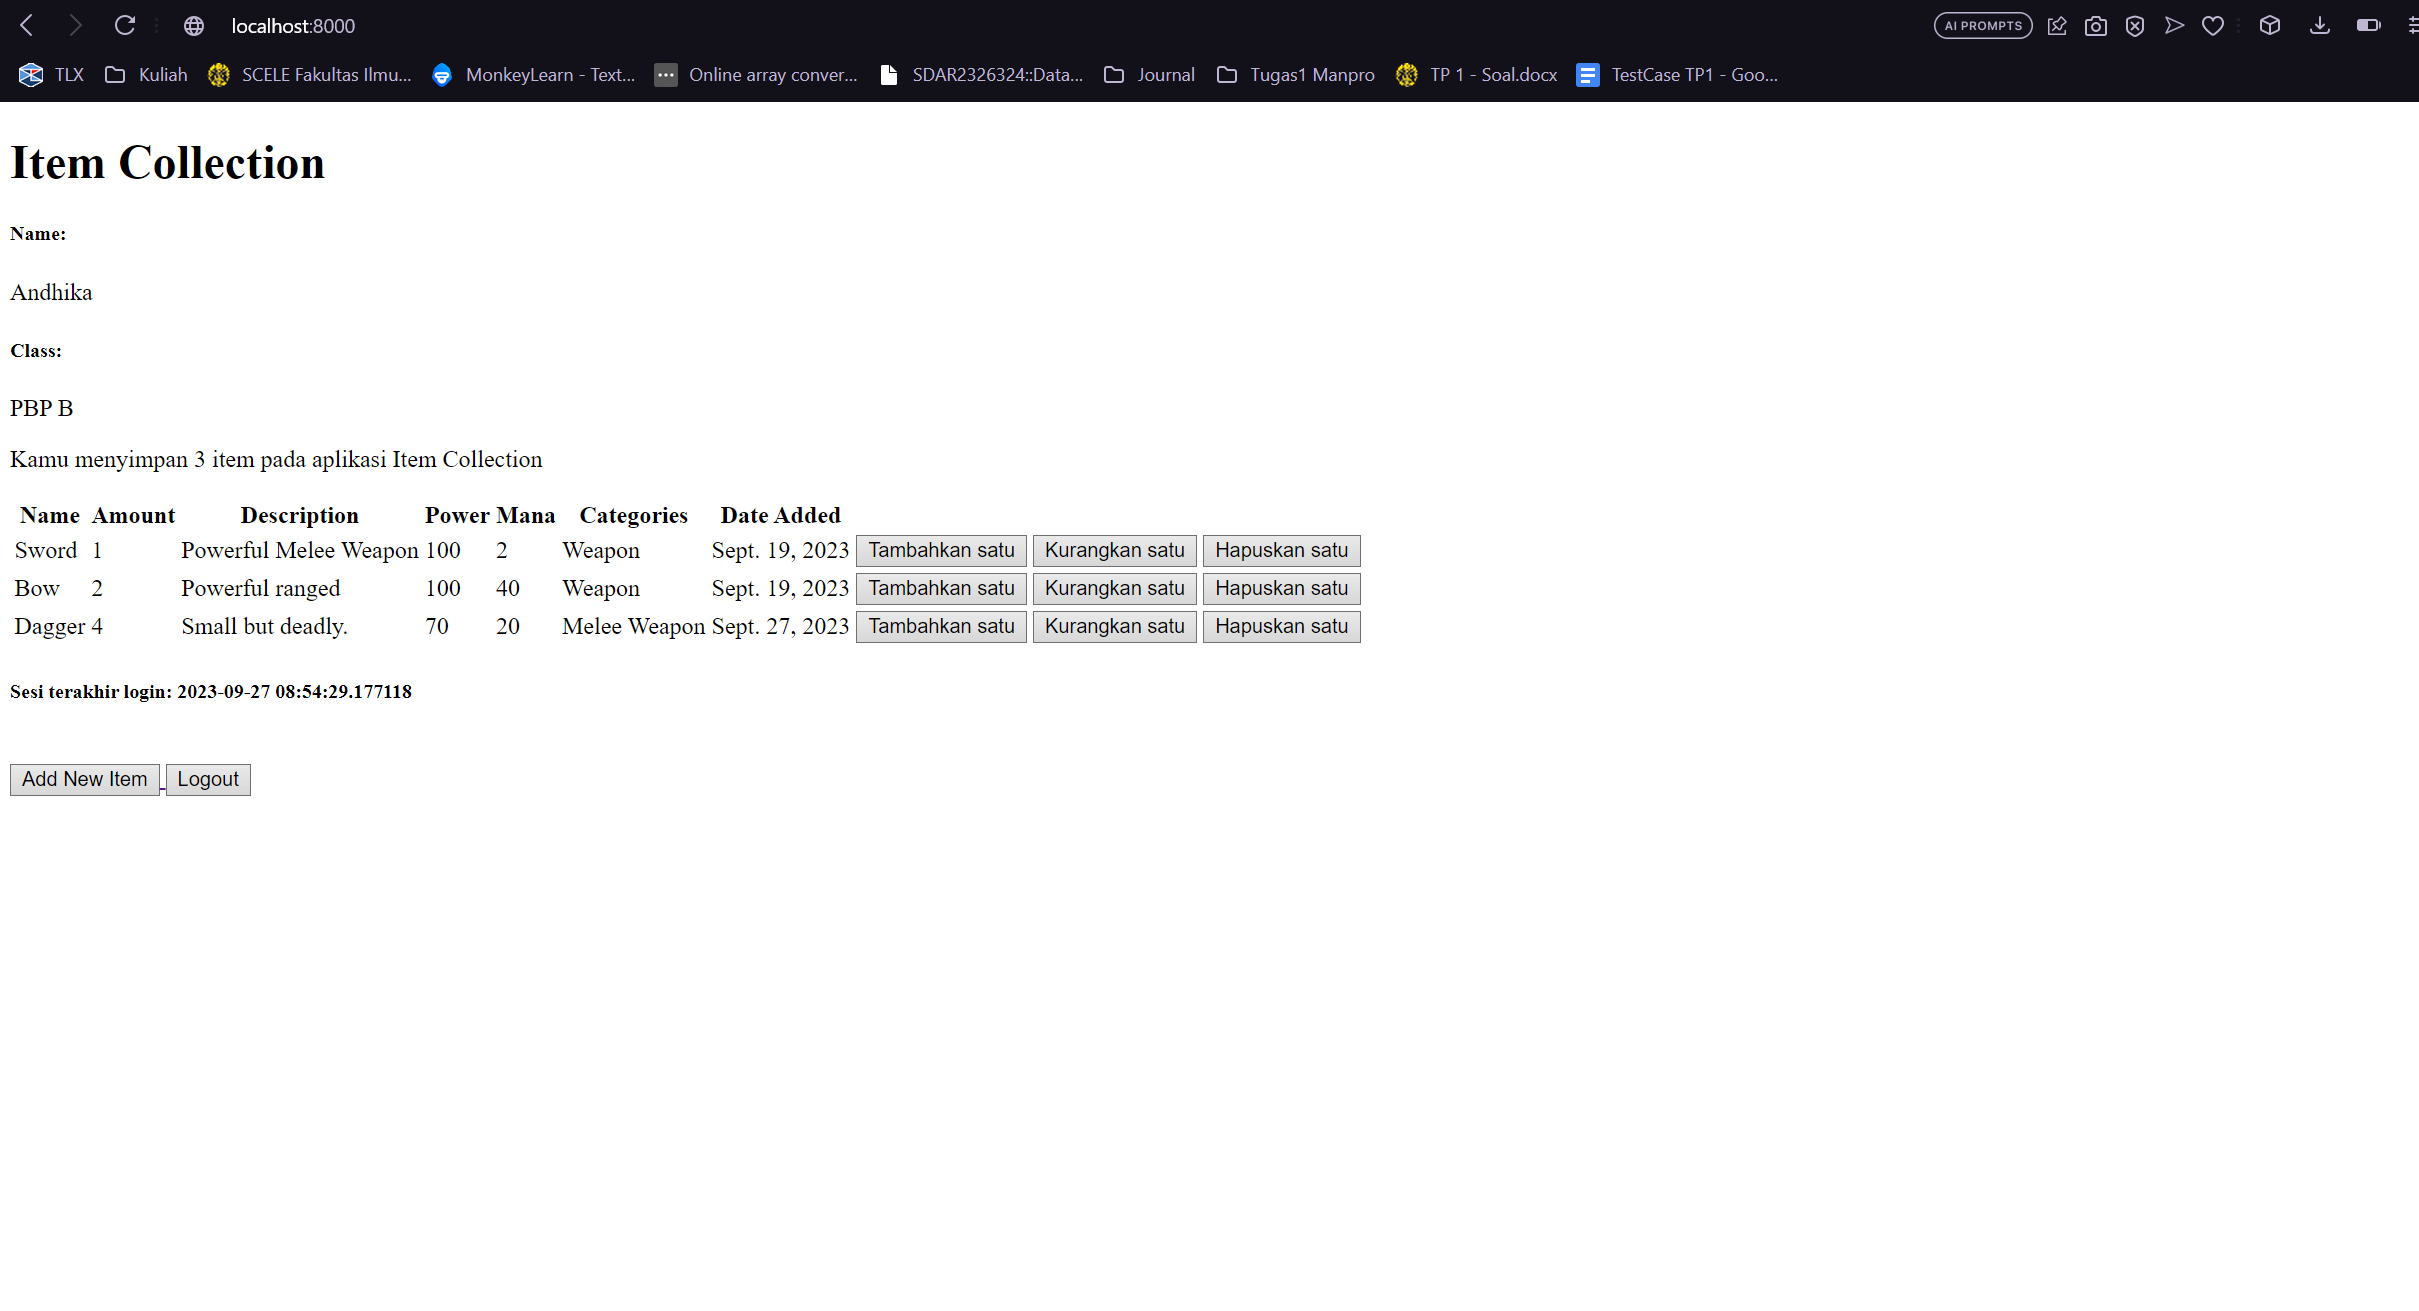 localhost:8000 AI PROMPTS
TLX Kuliah SCELE Fakultas Ilmu... MonkeyLearn - Text... Online array conver... SDAR2326324::Data... Journal Tugas1 Manpro TP 1 - Soal.docx TestCase TP1 - Goo...
Item Collection
Name:
Andhika
Class:
PBP B
Kamu menyimpan 3 item pada aplikasi Item Collection
Name Amount Description Power Mana Categories Date Added
Sword 1 Powerful Melee Weapon 100 2 Weapon Sept. 19, 2023 Tambahkan satu Kurangkan satu Hapuskan satu
Bow 2 Powerful ranged 100 40 Weapon Sept. 19, 2023 Tambahkan satu Kurangkan satu Hapuskan satu
Dagger 4 Small but deadly. 70 20 Melee Weapon Sept. 27, 2023 Tambahkan satu Kurangkan satu Hapuskan satu
Sesi terakhir login: 2023-09-27 08:54:29.177118
Add New Item Logout